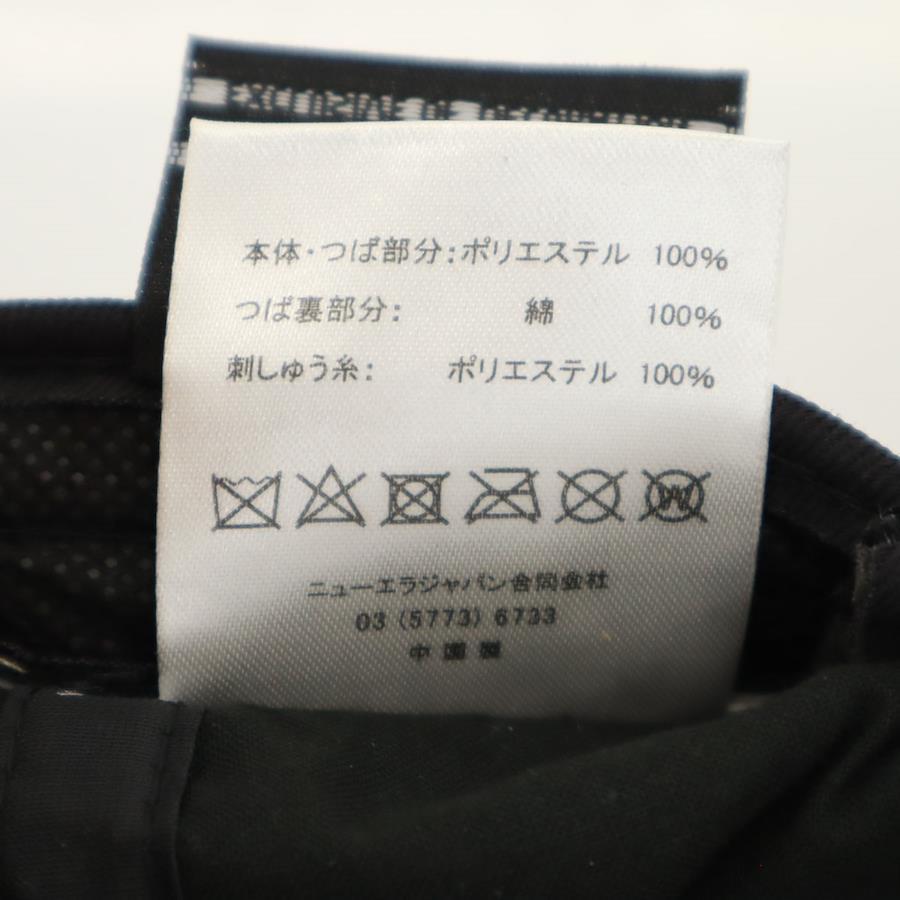 本体・つば部分:ポリエステル 100%
つば裏部分: 綿 100%
刺しゅう糸: ポリエステル 100%
ニューエラジャパン合同会社
03 (5773) 6733
中国製